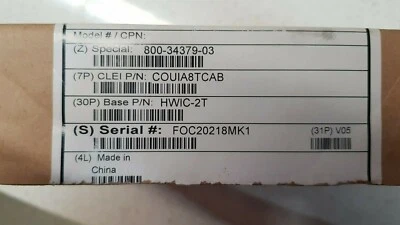 Model # / CPN:
(Z) Special: 800-34379-03
(7P) CLEI P/N: COUIA8TCAB
(30P) Base P/N: HWIC-2T
(S) Serial #: FOC20218MK1
(31P) V05
(4L) Made in
China